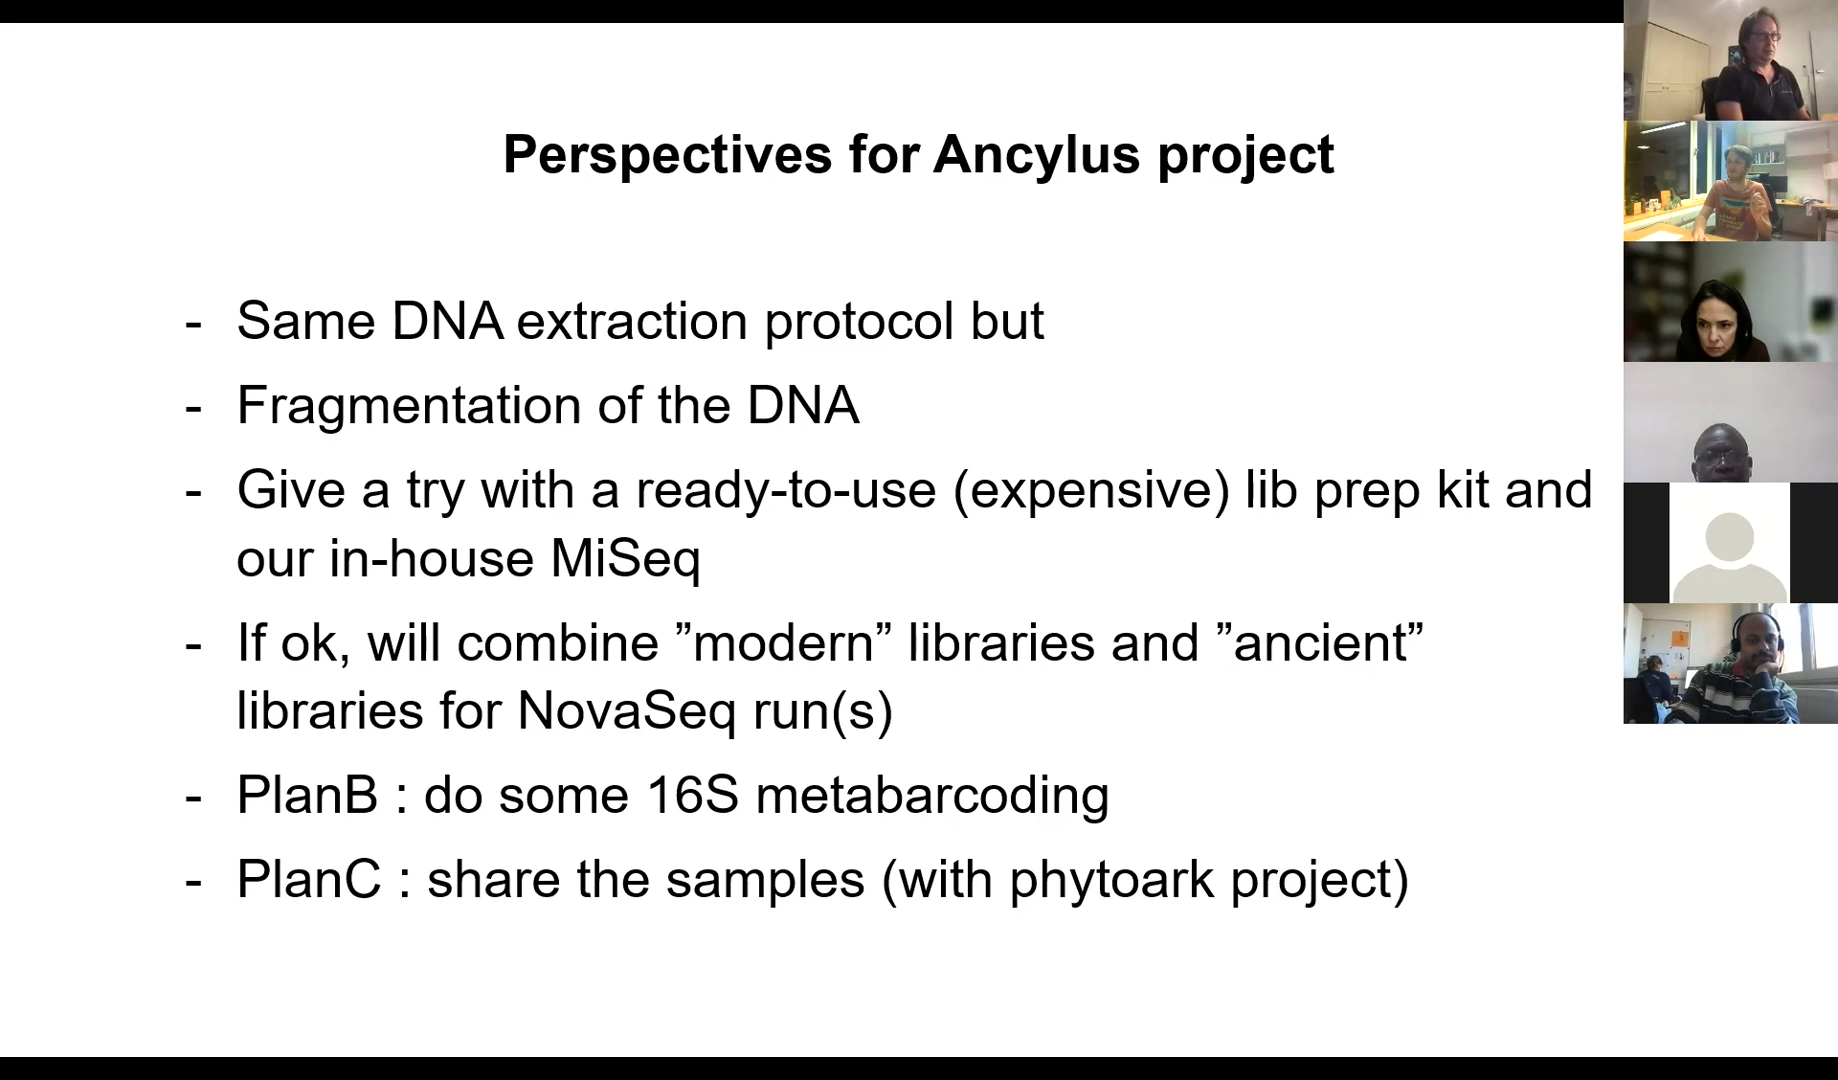 Perspectives for Ancylus project
- Same DNA extraction protocol but
- Fragmentation of the DNA
- Give a try with a ready-to-use (expensive) lib prep kit and
our in-house MiSeq
- If ok, will combine ”modern” libraries and ”ancient”
libraries for NovaSeq run(s)
- PlanB : do some 16S metabarcoding
- PlanC : share the samples (with phytoark project)